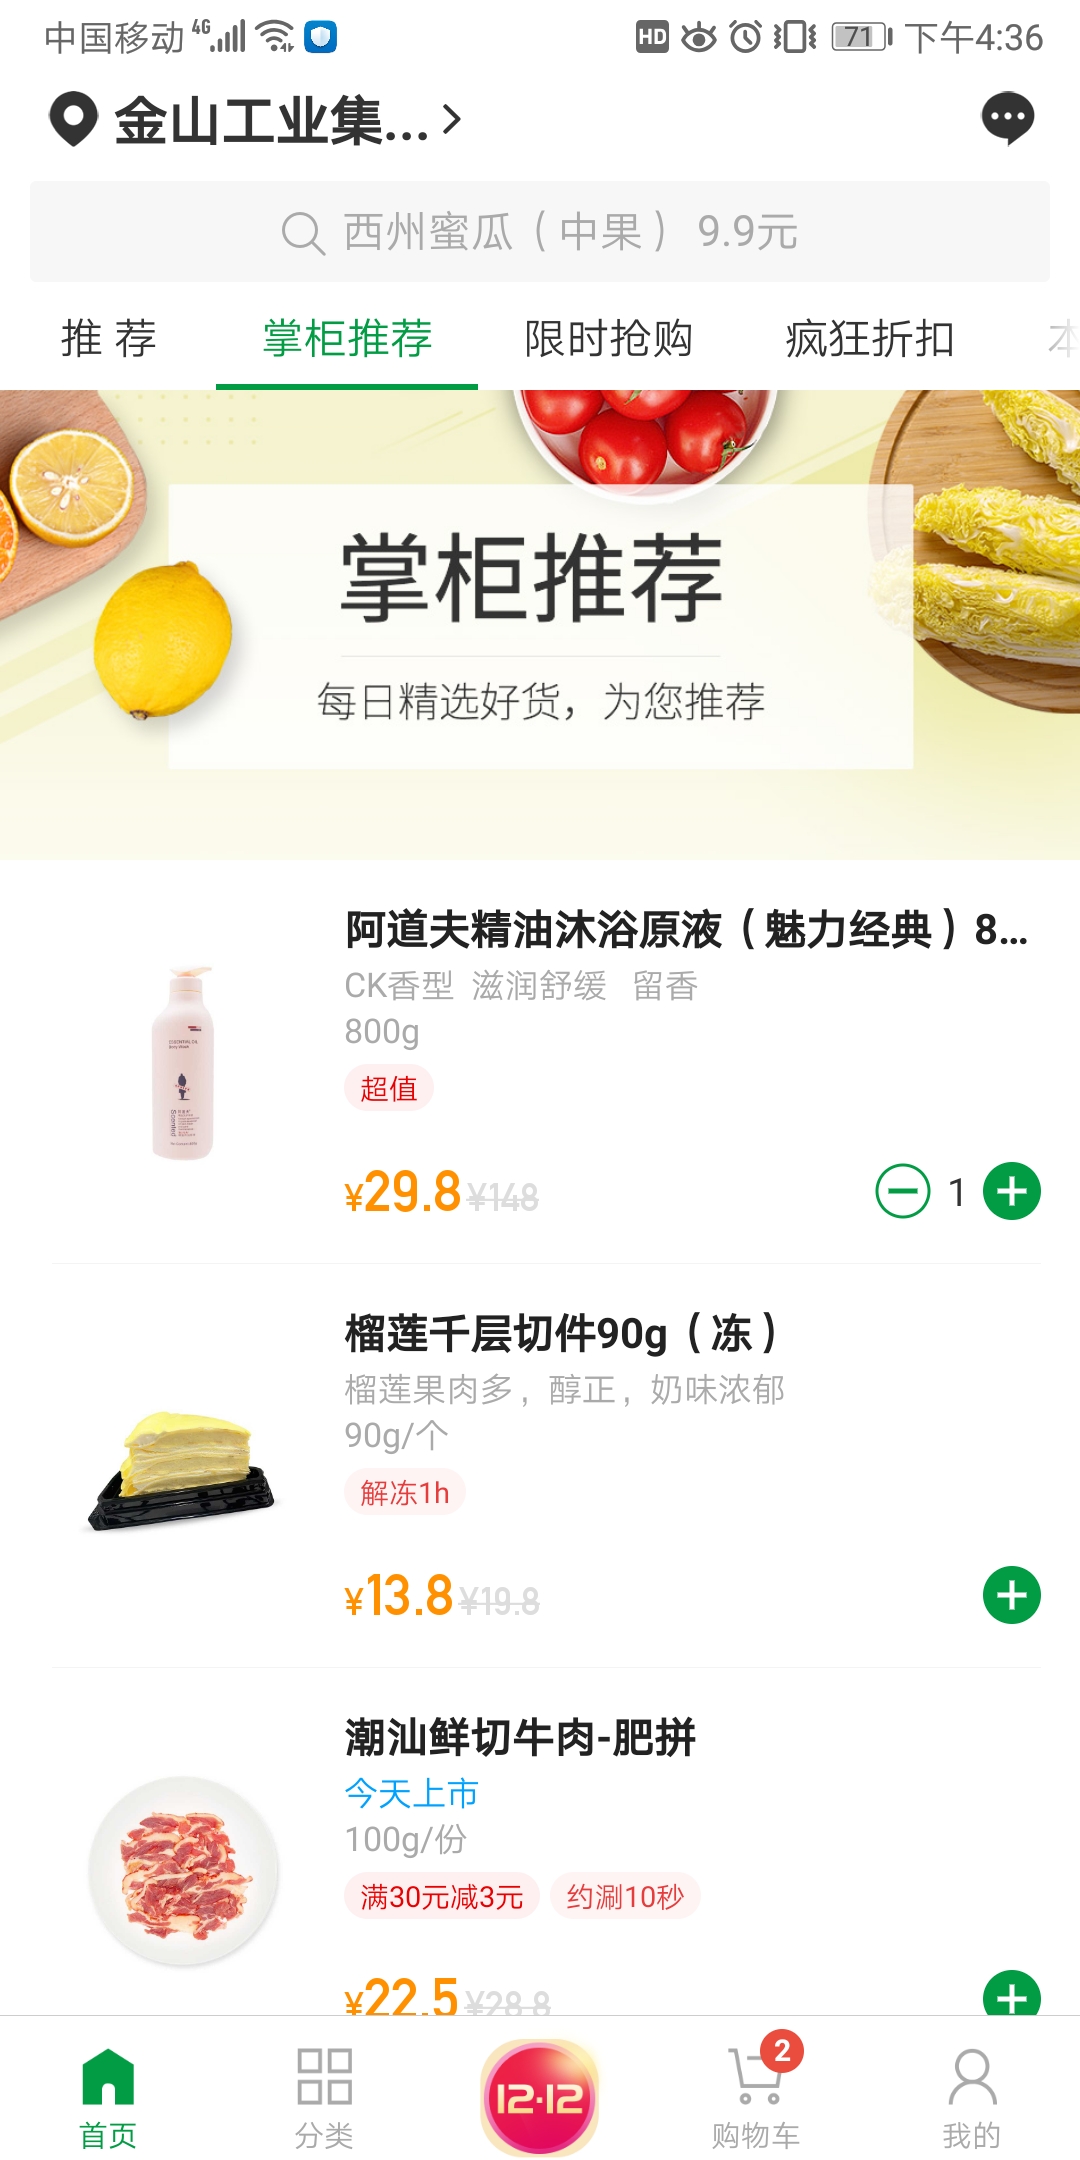 中国移动 4G HD 71 下午4:36
金山工业集...
西州蜜瓜（中果） 9.9元
推荐 掌柜推荐 限时抢购 疯狂折扣
掌柜推荐
每日精选好货，为您推荐
阿道夫精油沐浴原液（魅力经典）8...
CK香型 滋润舒缓 留香
800g
超值
¥29.8 ¥148 1
榴莲千层切件90g（冻）
榴莲果肉多，醇正，奶味浓郁
90g/个
解冻1h
¥13.8 ¥19.8
潮汕鲜切牛肉-肥拼
今天上市
100g/份
满30元减3元 约涮10秒
¥22.5 ¥28.8
12·12 2
首页 分类 购物车 我的